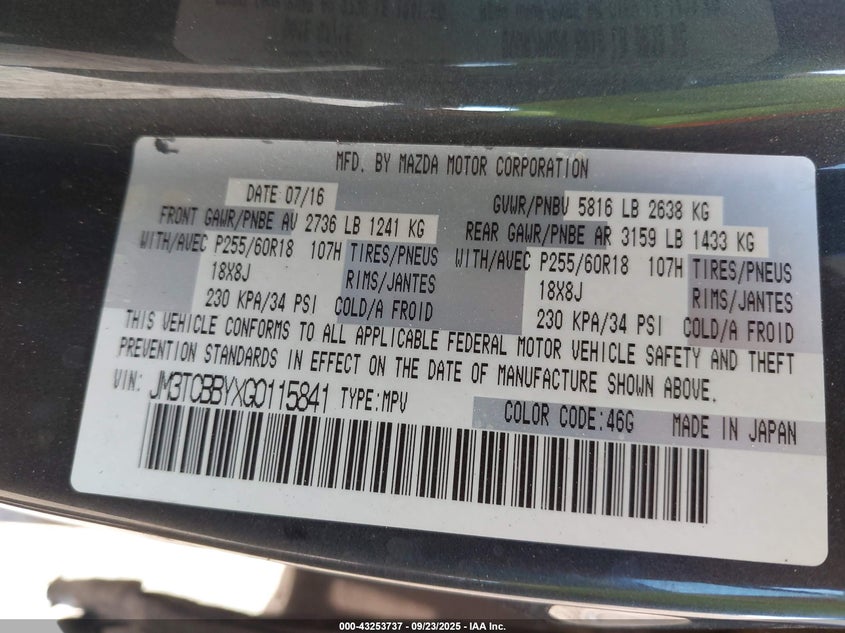 MFD. BY MAZDA MOTOR CORPORATION
DATE 07/16 GVWR/PNBV 5816 LB 2638 KG
FRONT GAWR/PNBE AV 2736 LB 1241 KG REAR GAWR/PNBE AR 3159 LB 1433 KG
WITH/AVEC P255/60R18 107H TIRES/PNEUS WITH/AVEC P255/60R18 107H TIRES/PNEUS
18X8J RIMS/JANTES 18X8J RIMS/JANTES
230 KPA/34 PSI COLD/A FROID 230 KPA/34 PSI COLD/A FROID
THIS VEHICLE CONFORMS TO ALL APPLICABLE FEDERAL MOTOR VEHICLE SAFETY AND THEFT
PREVENTION STANDARDS IN EFFECT ON THE DATE OF MANUFACTURE SHOWN ABOVE.
VIN: JM3TCBBYXG0115841 TYPE:MPV
COLOR CODE:46G MADE IN JAPAN
000-43253737 - 09/23/2025 - IAA Inc.